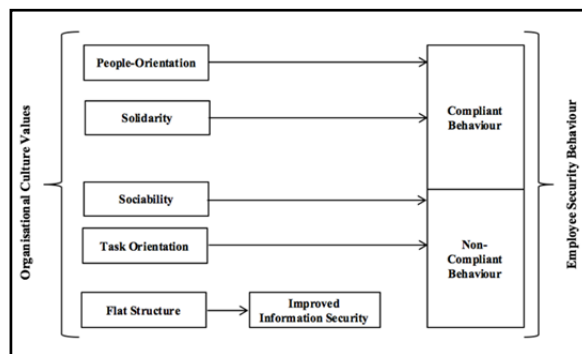 Organisational Culture Values
People-Orientation
Solidarity
Sociability
Task Orientation
Flat Structure
Improved
Information Security
Compliant
Behaviour
Non-
Compliant
Behaviour
Employee Security Behaviour